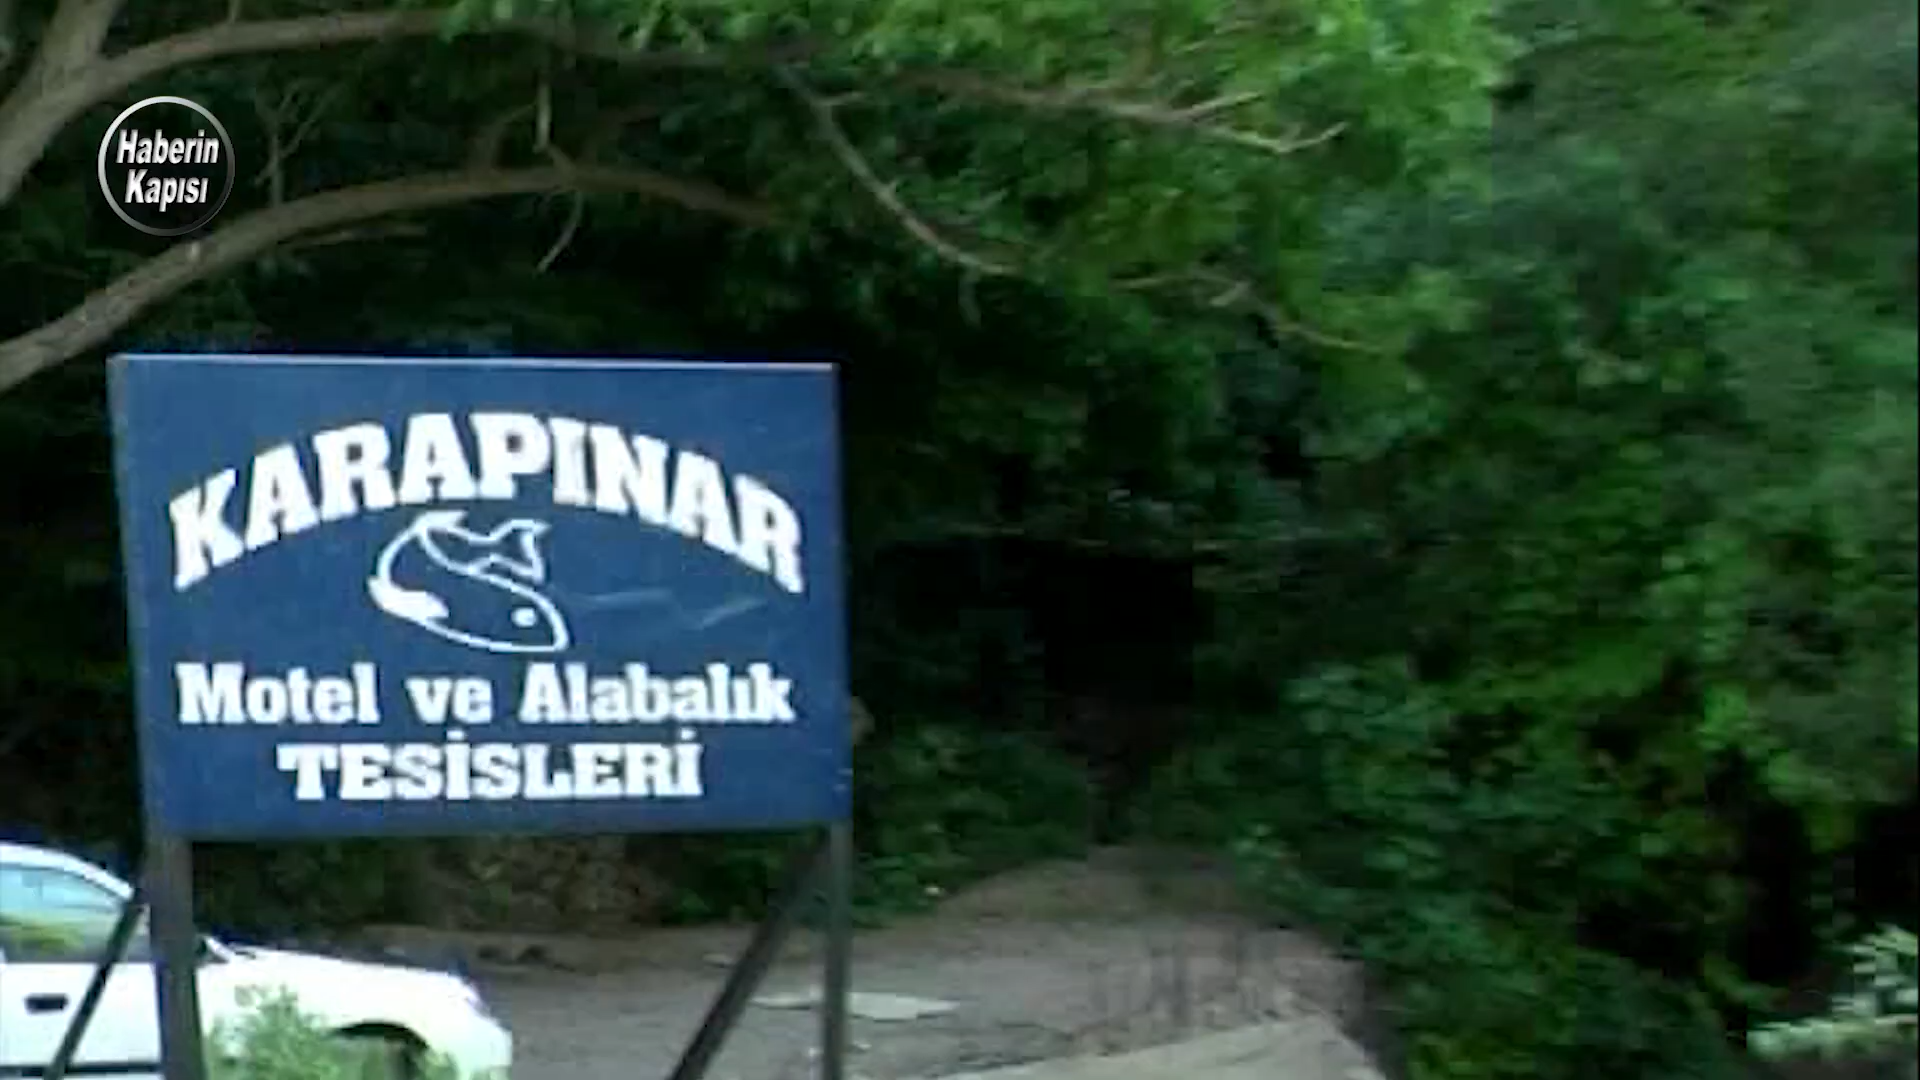 Haberin
Kapısı
KARAPINAR
Motel ve Alabalık
TESİSLERİ